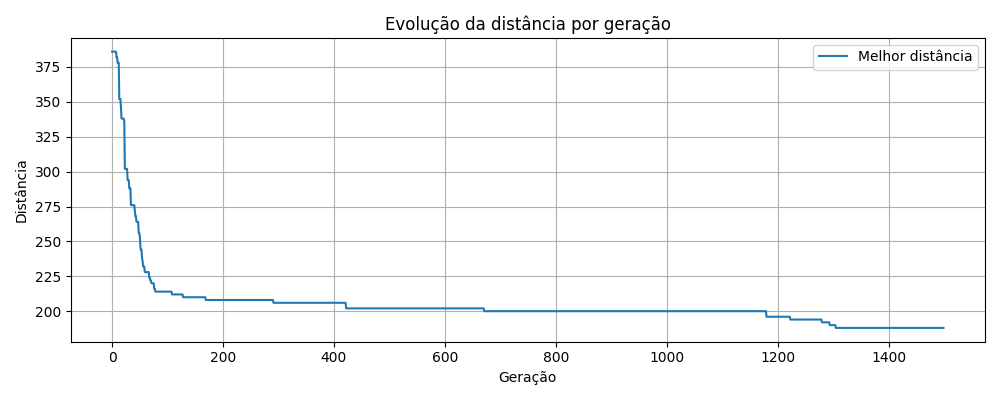 Evolução da distância por geração
Melhor distância
Distância
375
350
325
300
275
250
225
200
0 200 400 600 800 1000 1200 1400
Geração